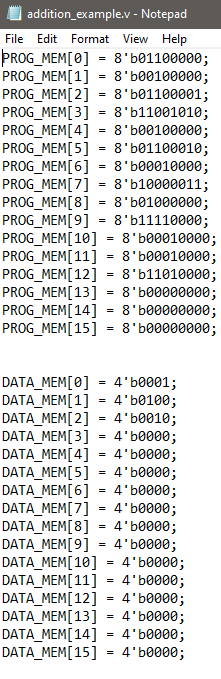 addition_example.v - Notepad
File Edit Format View Help
PROG_MEM[0] = 8'b01100000;
PROG_MEM[1] = 8'b00100000;
PROG_MEM[2] = 8'b01100001;
PROG_MEM[3] = 8'b11001010;
PROG_MEM[4] = 8'b00100000;
PROG_MEM[5] = 8'b01100010;
PROG_MEM[6] = 8'b00010000;
PROG_MEM[7] = 8'b10000011;
PROG_MEM[8] = 8'b01000000;
PROG_MEM[9] = 8'b11110000;
PROG_MEM[10] = 8'b00010000;
PROG_MEM[11] = 8'b00010000;
PROG_MEM[12] = 8'b11010000;
PROG_MEM[13] = 8'b00000000;
PROG_MEM[14] = 8'b00000000;
PROG_MEM[15] = 8'b00000000;
DATA_MEM[0] = 4'b0001;
DATA_MEM[1] = 4'b0100;
DATA_MEM[2] = 4'b0010;
DATA_MEM[3] = 4'b0000;
DATA_MEM[4] = 4'b0000;
DATA_MEM[5] = 4'b0000;
DATA_MEM[6] = 4'b0000;
DATA_MEM[7] = 4'b0000;
DATA_MEM[8] = 4'b0000;
DATA_MEM[9] = 4'b0000;
DATA_MEM[10] = 4'b0000;
DATA_MEM[11] = 4'b0000;
DATA_MEM[12] = 4'b0000;
DATA_MEM[13] = 4'b0000;
DATA_MEM[14] = 4'b0000;
DATA_MEM[15] = 4'b0000;